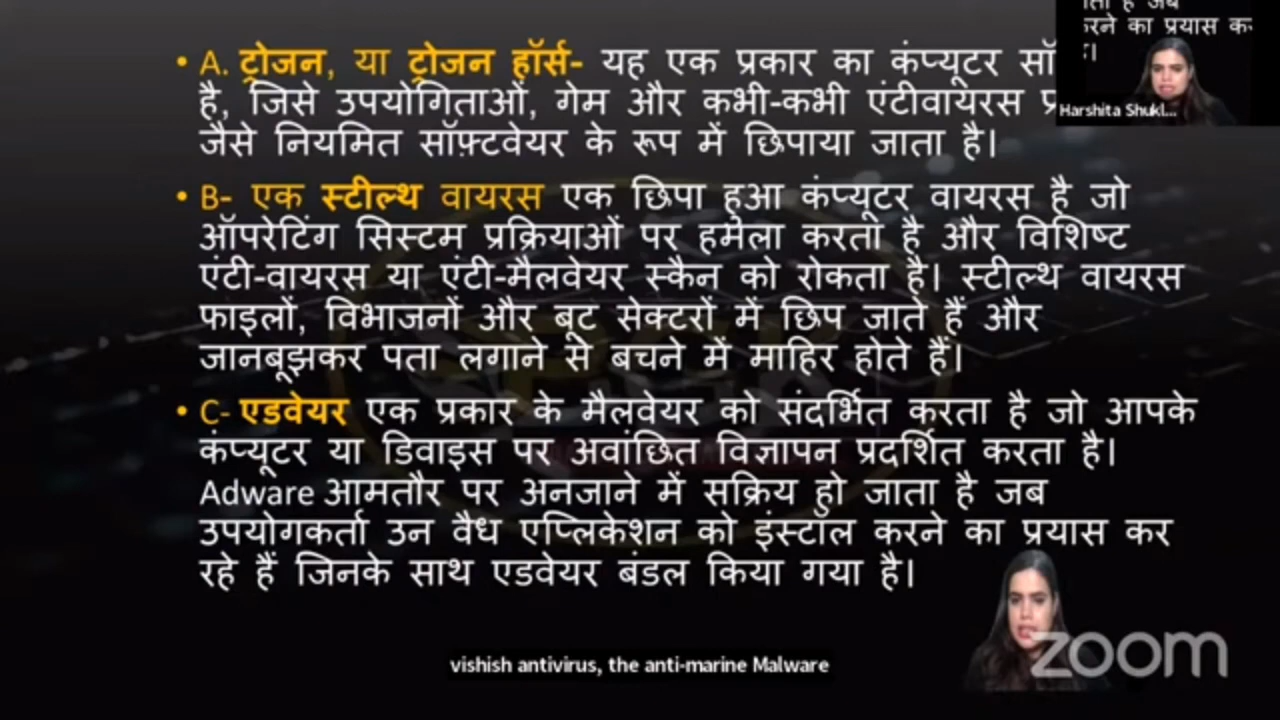 • A. ट्रोजन, या ट्रोजन हॉर्स- यह एक प्रकार का कंप्यूटर
है, जिसे उपयोगिताओं, गेम और कभी-कभी एंटीवायरस
जैसे नियमित सॉफ़्टवेयर के रूप में छिपाया जाता है।
• B- एक स्टील्थ वायरस एक छिपा हुआ कंप्यूटर वायरस है जो
ऑपरेटिंग सिस्टम प्रक्रियाओं पर हमला करता है और विशिष्ट
एंटी-वायरस या एंटी-मैलवेयर स्कैन को रोकता है। स्टील्थ वायरस
फाइलों, विभाजनों और बूट सेक्टरों में छिप जाते हैं और
जानबूझकर पता लगाने से बचने में माहिर होते हैं।
• C- एडवेयर एक प्रकार के मैलवेयर को संदर्भित करता है जो आपके
कंप्यूटर या डिवाइस पर अवांछित विज्ञापन प्रदर्शित करता है।
Adware आमतौर पर अनजाने में सक्रिय हो जाता है जब
उपयोगकर्ता उन वैध एप्लिकेशन को इंस्टॉल करने का प्रयास कर
रहे हैं जिनके साथ एडवेयर बंडल किया गया है।
है जब
करने का प्रयास कर
Harshita Shukl...
vishish antivirus, the anti-marine Malware
zoom